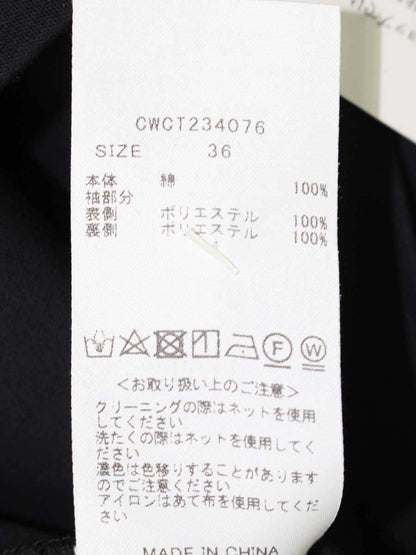 CWCT234076
SIZE 36
本体 綿 100%
袖部分
表側 ポリエステル 100%
裏側 ポリエステル 100%
F W
<お取り扱い上のご注意>
クリーニングの際はネットを使用
してください
洗たくの際はネットを使用してく
ださい
濃色は色移りすることがあります
のでご注意ください
アイロンはあて布を使用してくだ
さい
MADE IN CHINA